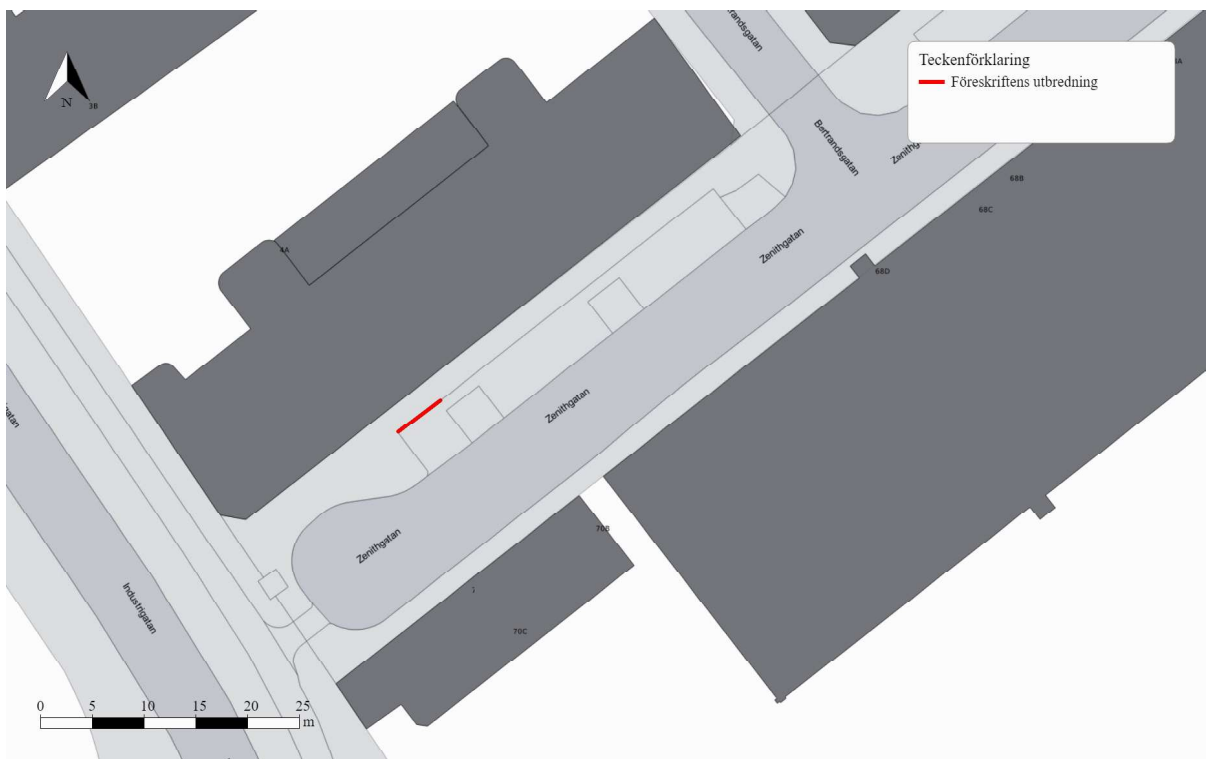 Bertrandsgatan
Teckenförklaring
Föreskriftens utbredning
N
3B
Bertrandsgatan
68B
68C
Zenithgatan
4A
68D
Zenithgatan
Zenithgatan
70B
Zenithgatan
Industrigatan
70C
0 5 10 15 20 25
m